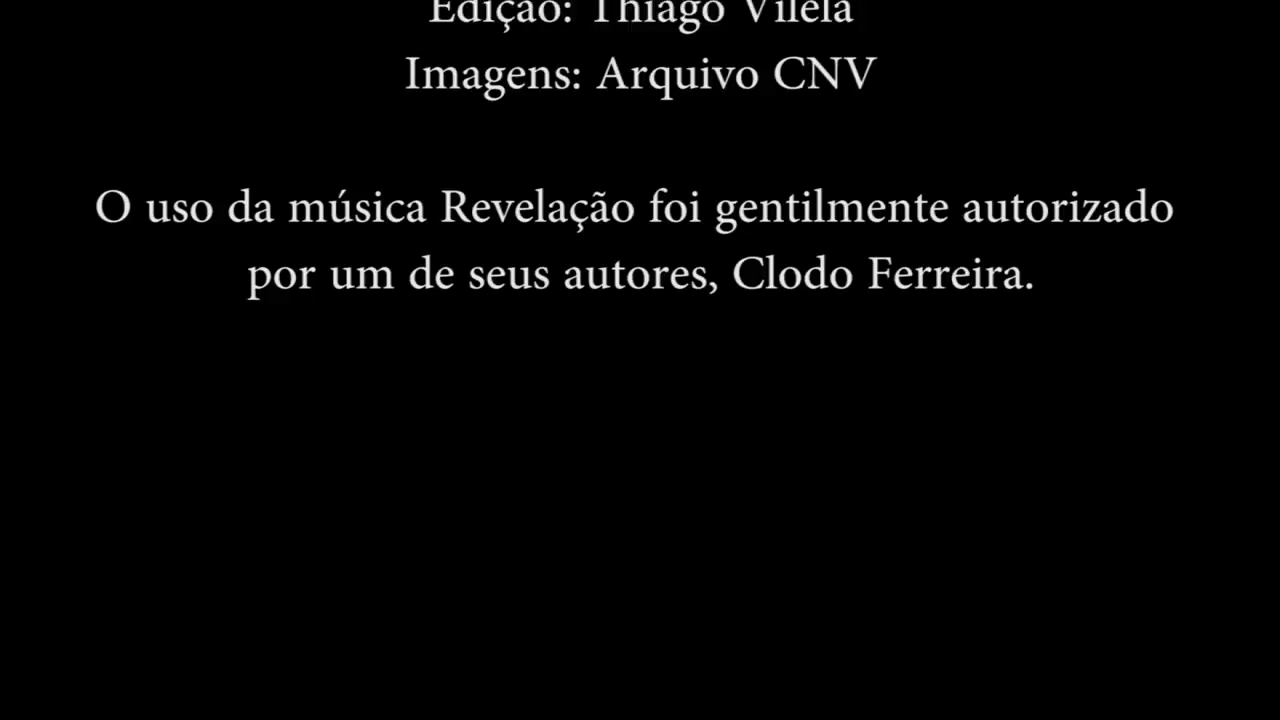 Edição: Thiago Vilela
Imagens: Arquivo CNV
O uso da música Revelação foi gentilmente autorizado
por um de seus autores, Clodo Ferreira.